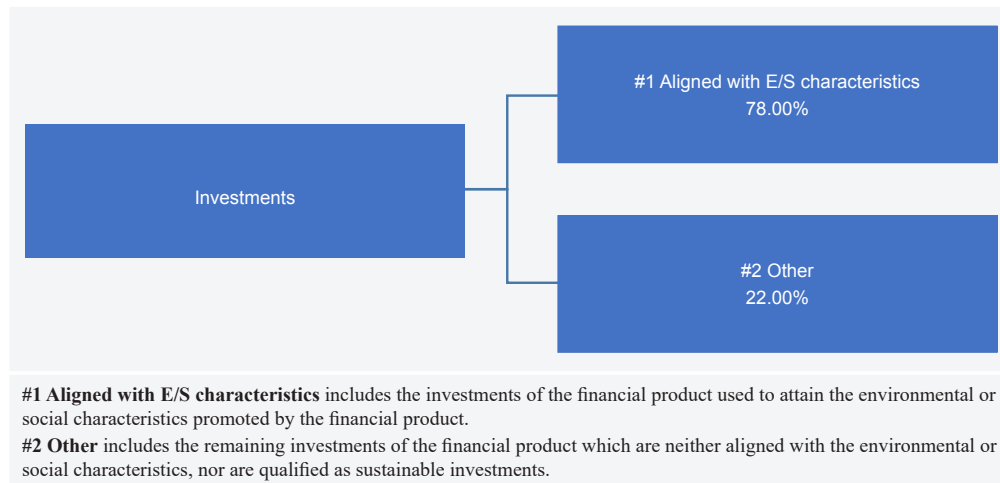 #1 Aligned with E/S characteristics
78.00%
Investments
#2 Other
22.00%
#1 Aligned with E/S characteristics includes the investments of the financial product used to attain the environmental or
social characteristics promoted by the financial product.
#2 Other includes the remaining investments of the financial product which are neither aligned with the environmental or
social characteristics, nor are qualified as sustainable investments.